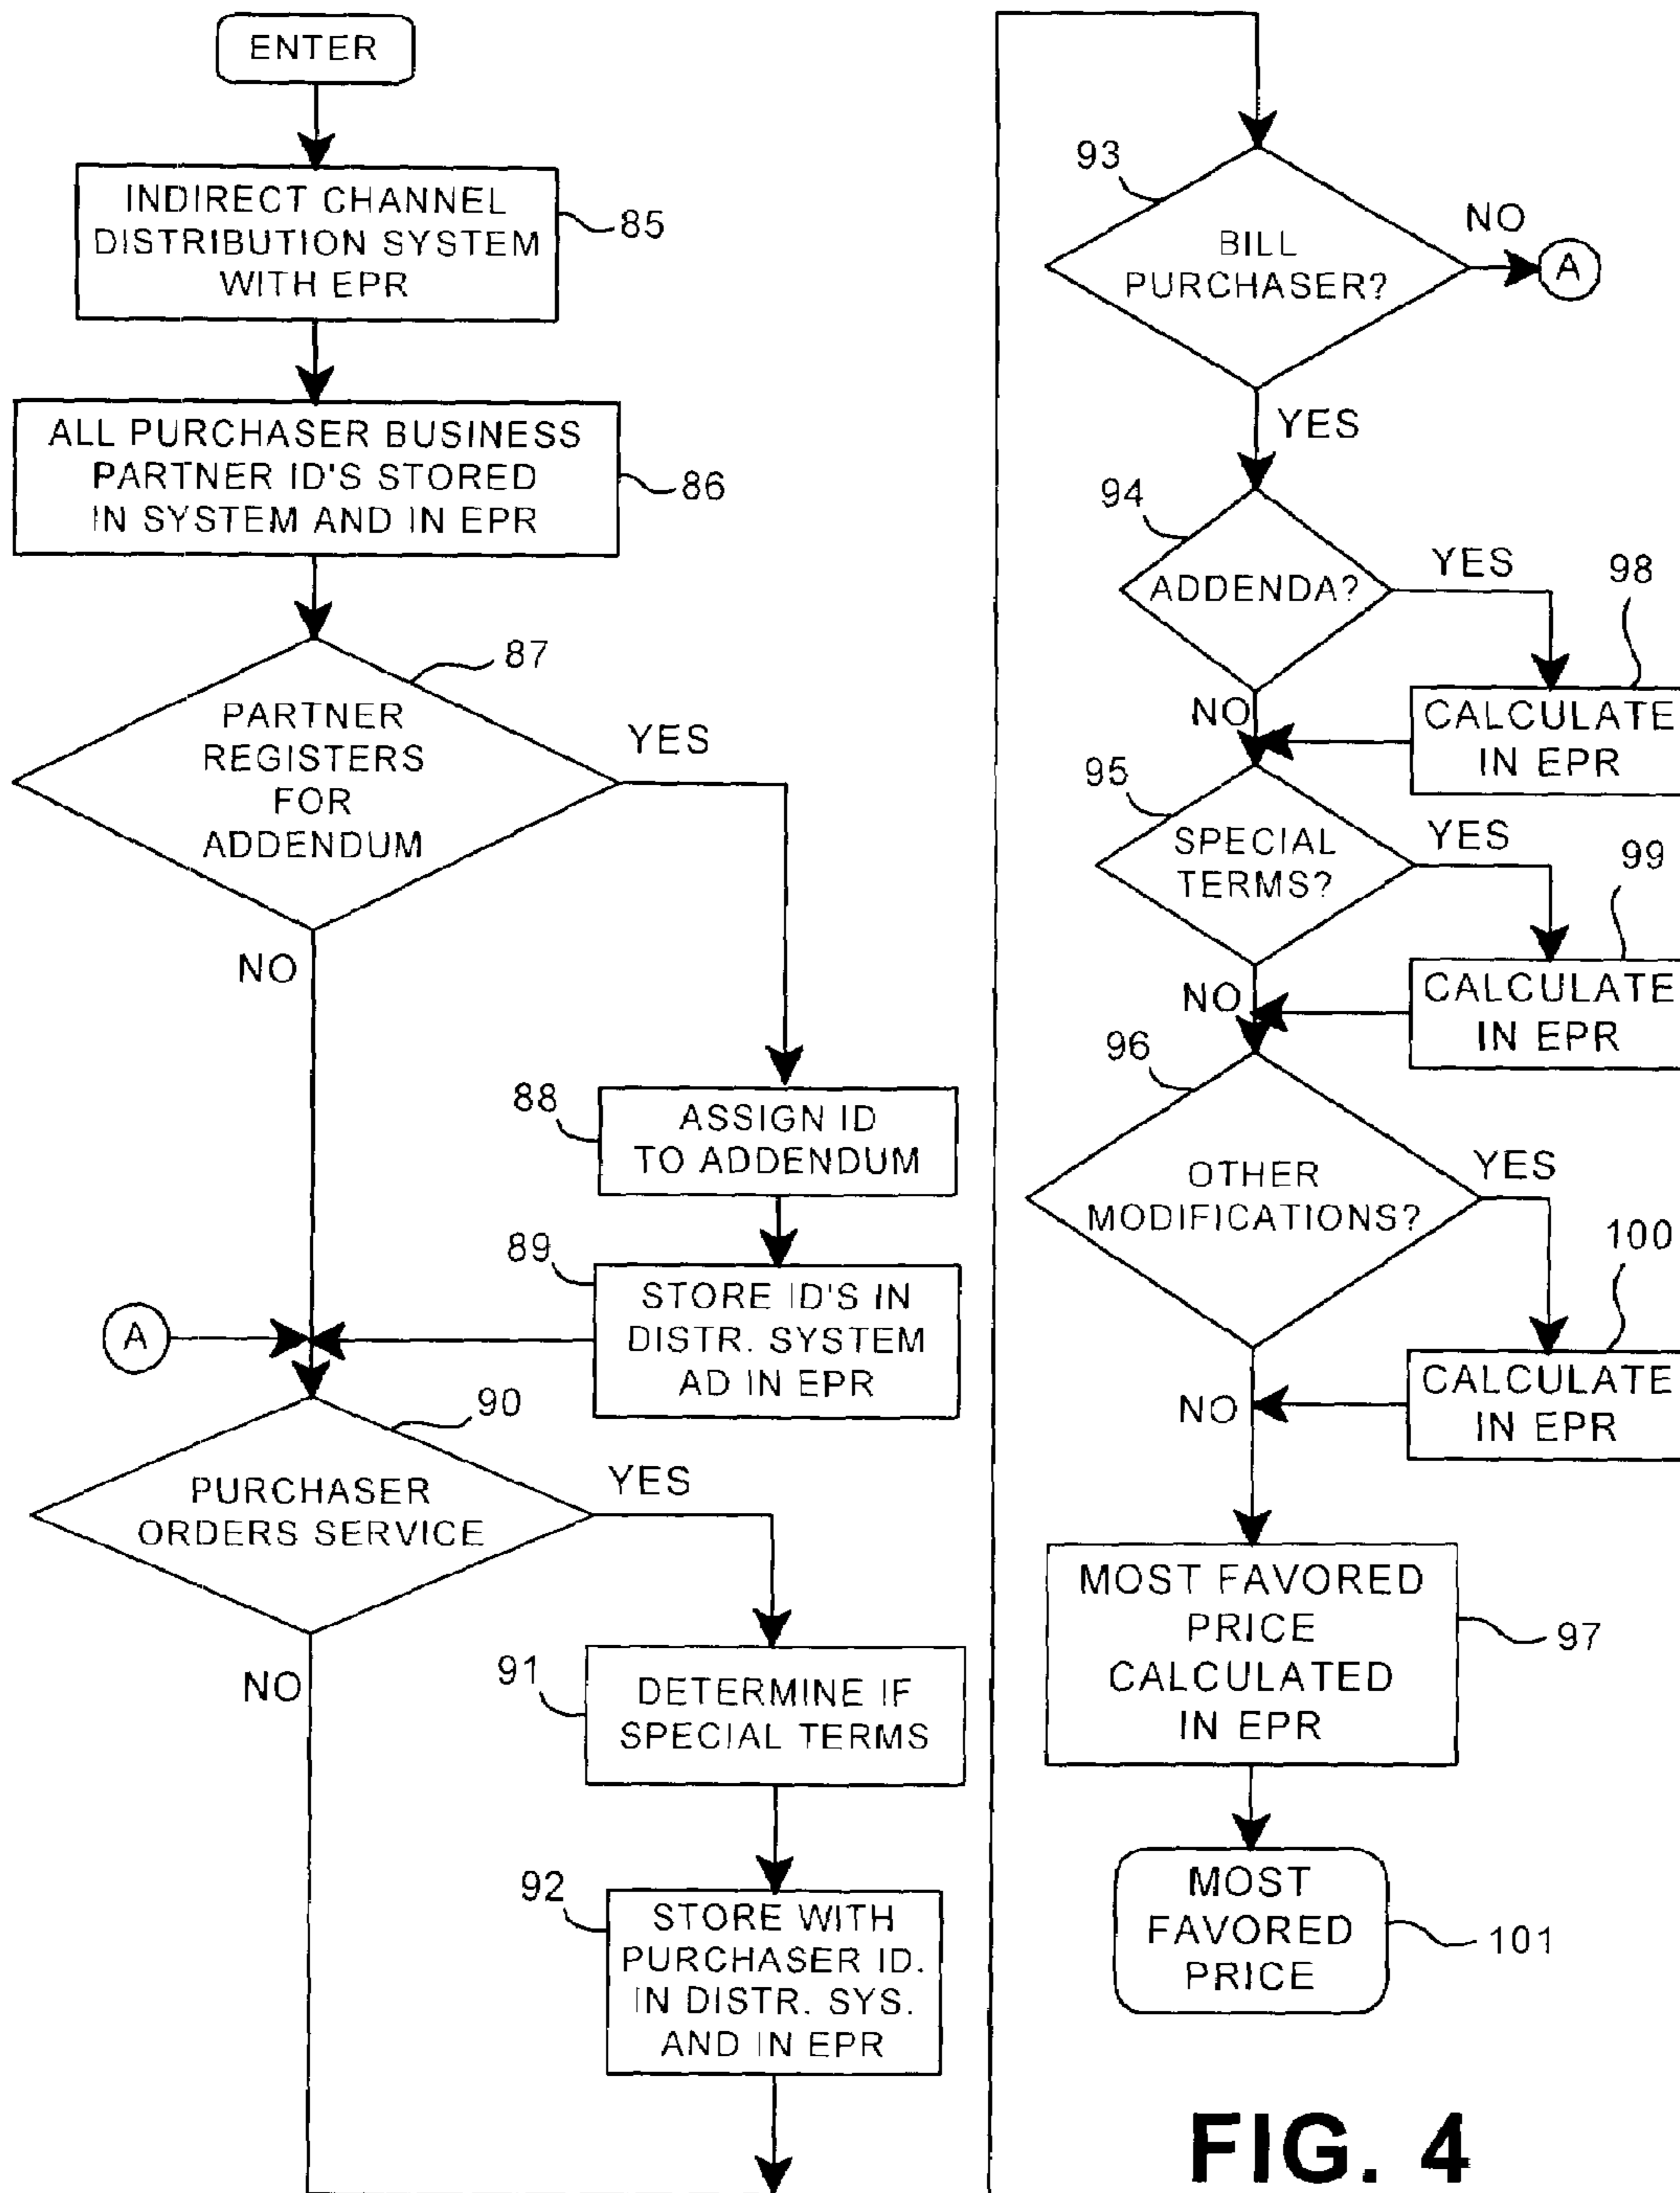 ENTER
INDIRECT CHANNEL
DISTRIBUTION SYSTEM
WITH EPR
85
ALL PURCHASER BUSINESS
PARTNER ID'S STORED
IN SYSTEM AND IN EPR
86
87
PARTNER
REGISTERS
FOR
ADDENDUM
YES
NO
88
ASSIGN ID
TO ADDENDUM
89
STORE ID'S IN
DISTR. SYSTEM
AD IN EPR
A
90
PURCHASER
ORDERS SERVICE
YES
NO
91
DETERMINE IF
SPECIAL TERMS
92
STORE WITH
PURCHASER ID.
IN DISTR. SYS.
AND IN EPR
93
BILL
PURCHASER?
NO
A
YES
94
ADDENDA?
YES
98
CALCULATE
IN EPR
NO
95
SPECIAL
TERMS?
YES
99
CALCULATE
IN EPR
NO
96
OTHER
MODIFICATIONS?
YES
100
CALCULATE
IN EPR
NO
MOST FAVORED
PRICE
CALCULATED
IN EPR
97
MOST
FAVORED
PRICE
101
FIG. 4